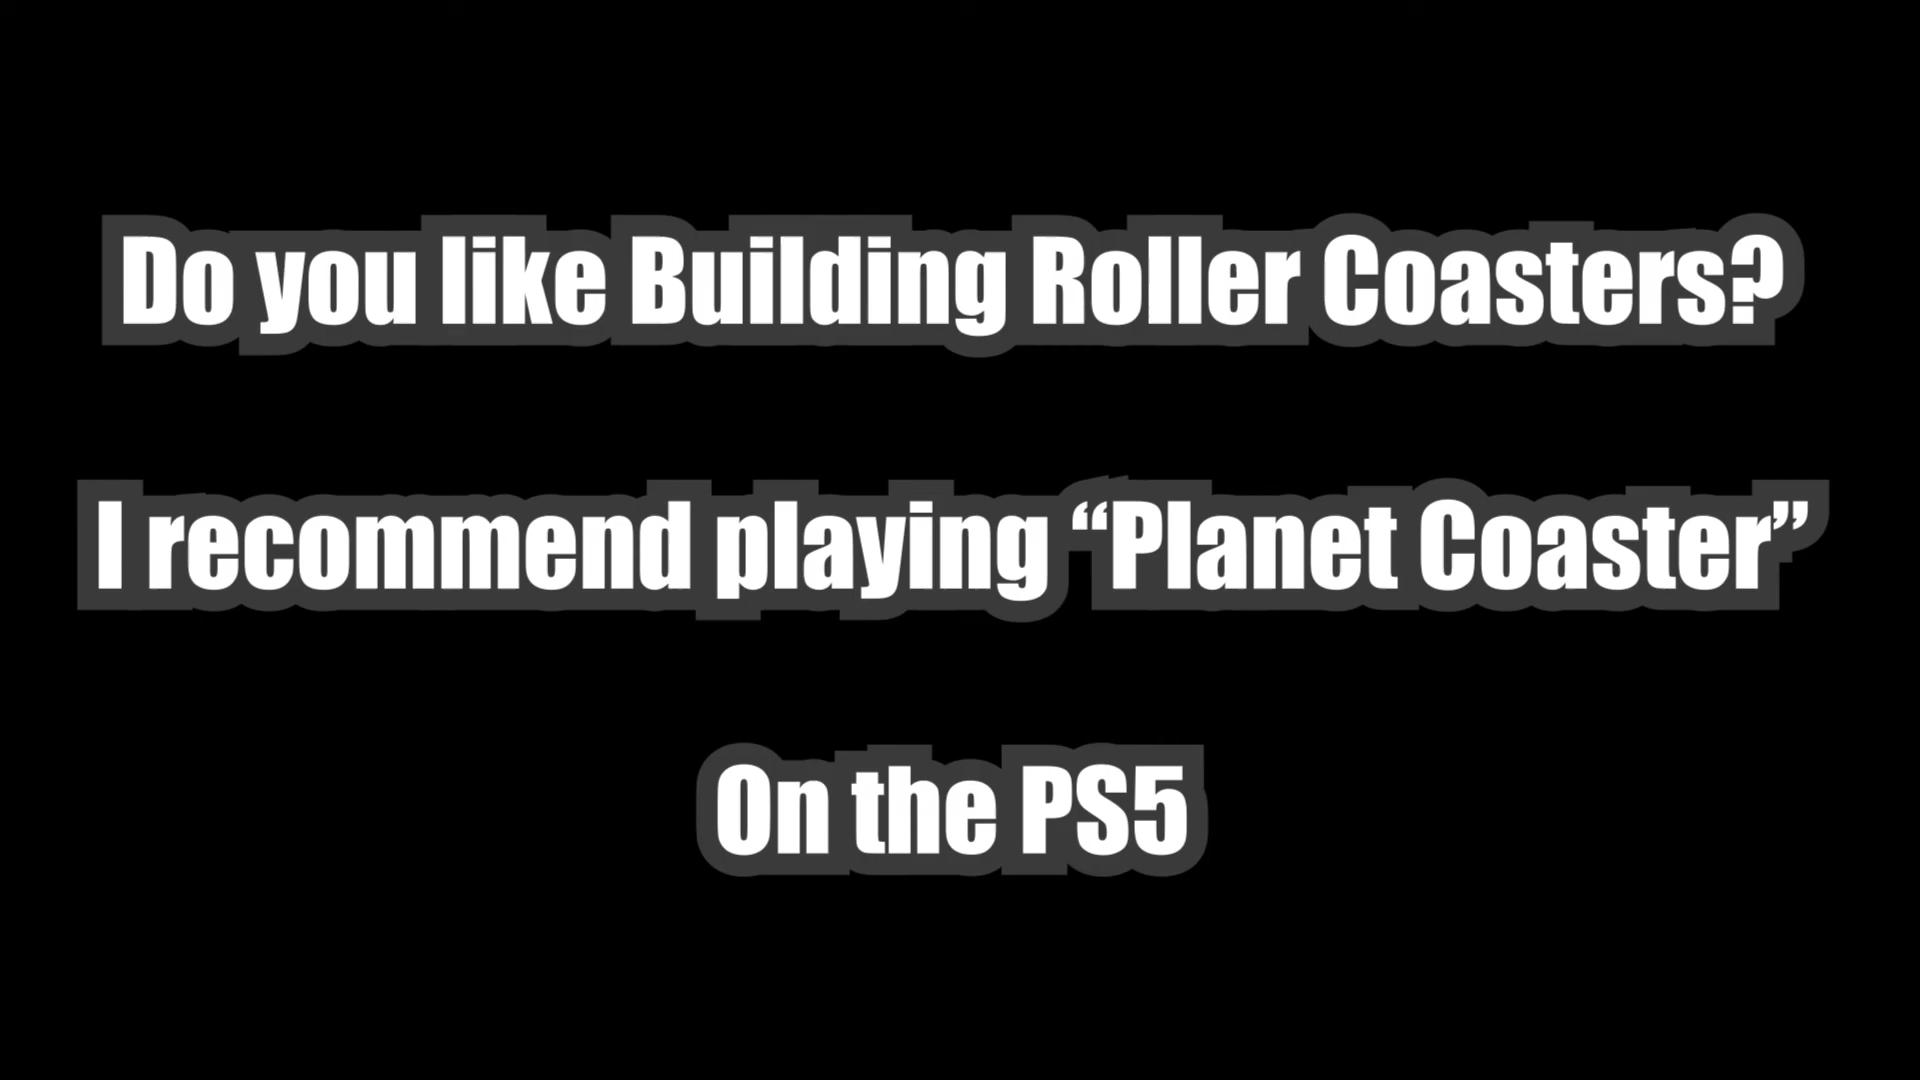 Do you like Building Roller Coasters?
I recommend playing “Planet Coaster”
On the PS5